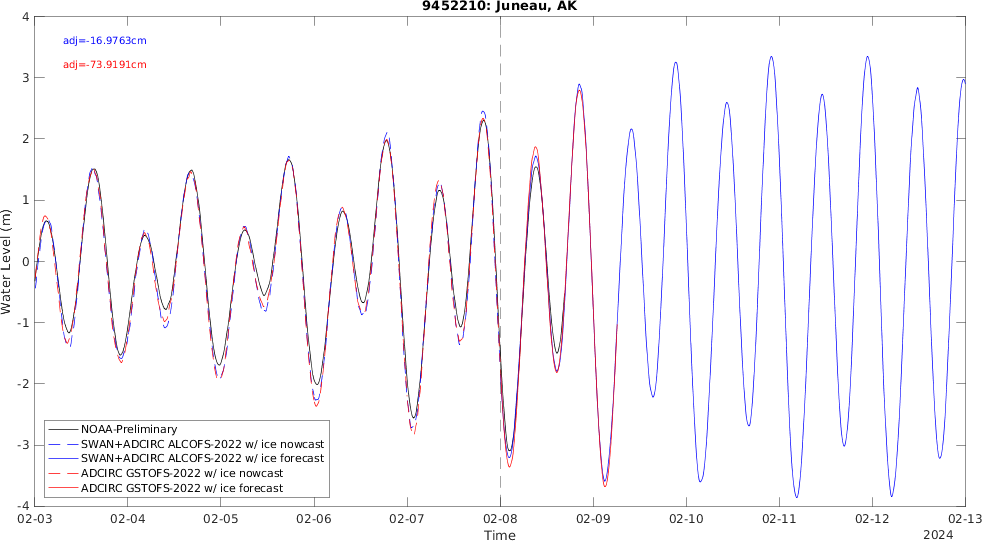 9452210: Juneau, AK
adj=-16.9763cm
adj=-73.9191cm
Water Level (m)
4
3
2
1
0
-1
-2
-3
-4
NOAA-Preliminary
SWAN+ADCIRC ALCOFS-2022 w/ ice nowcast
SWAN+ADCIRC ALCOFS-2022 w/ ice forecast
ADCIRC GSTOFS-2022 w/ ice nowcast
ADCIRC GSTOFS-2022 w/ ice forecast
02-03 02-04 02-05 02-06 02-07 02-08 02-09 02-10 02-11 02-12 02-13
Time
2024